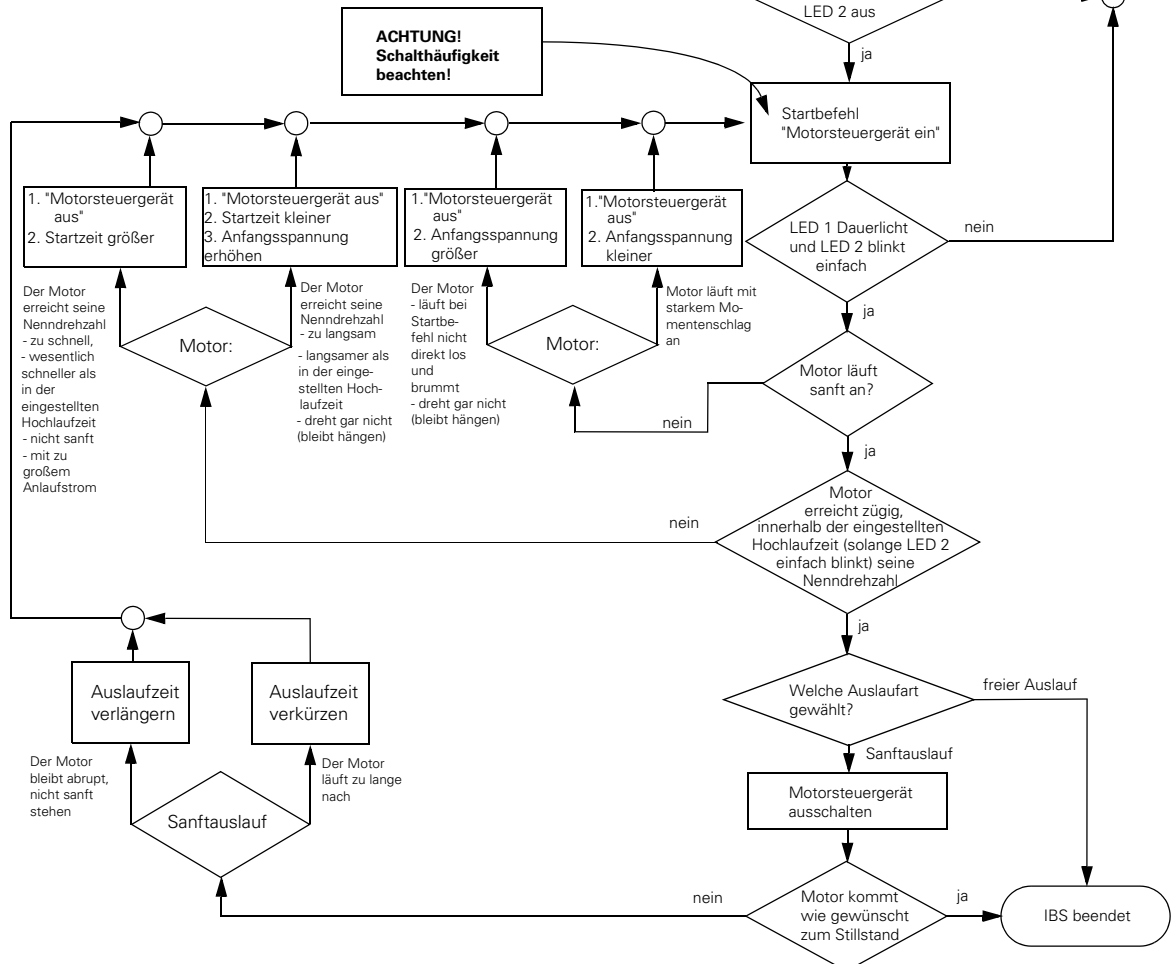 LED 2 aus
ja
ACHTUNG!
Schalthäufigkeit
beachten!
Startbefehl
"Motorsteuergerät ein"
1. "Motorsteuergerät
aus"
2. Startzeit größer
1. "Motorsteuergerät aus"
2. Startzeit kleiner
3. Anfangsspannung
erhöhen
1."Motorsteuergerät
aus"
2. Anfangsspannung
größer
1."Motorsteuergerät
aus"
2. Anfangsspannung
kleiner
LED 1 Dauerlicht
und LED 2 blinkt
einfach
nein
ja
Der Motor
erreicht seine
Nenndrehzahl
- zu schnell,
- wesentlich
schneller als
in der
eingestellten
Hochlaufzeit
- nicht sanft
- mit zu
großem
Anlaufstrom
Motor:
Der Motor
erreicht seine
Nenndrehzahl
- zu langsam
- langsamer als
in der einge-
stellten Hoch-
laufzeit
- dreht gar nicht
(bleibt hängen)
Der Motor
- läuft bei
Startbe-
fehl nicht
direkt los
und
brummt
- dreht gar nicht
(bleibt hängen)
Motor:
Motor läuft mit
starkem Mo-
mentenschlag
an
Motor läuft
sanft an?
nein
ja
Motor
erreicht zügig,
innerhalb der eingestellten
Hochlaufzeit (solange LED 2
einfach blinkt) seine
Nenndrehzahl
nein
ja
Welche Auslaufart
gewählt?
freier Auslauf
Sanftauslauf
Motorsteuergerät
ausschalten
Auslaufzeit
verlängern
Auslaufzeit
verkürzen
Der Motor
bleibt abrupt,
nicht sanft
stehen
Der Motor
läuft zu lange
nach
Sanftauslauf
nein
Motor kommt
wie gewünscht
zum Stillstand
ja
IBS beendet